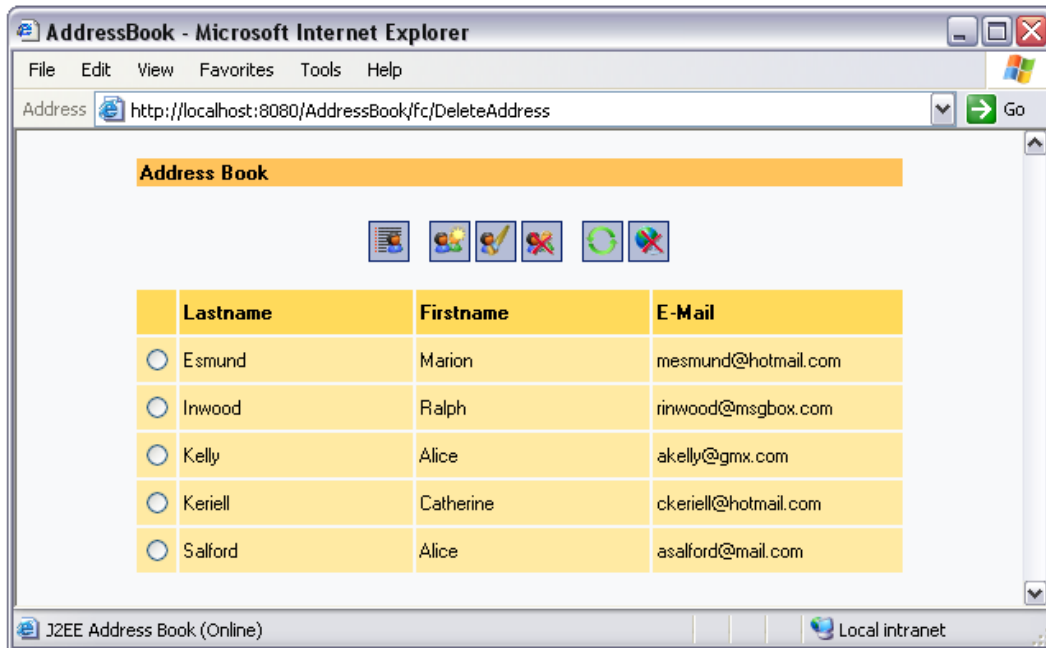 AddressBook - Microsoft Internet Explorer
File Edit View Favorites Tools Help
Address http://localhost:8080/AddressBook/fc/DeleteAddress Go
Address Book
Lastname Firstname E-Mail
Esmund Marion mesmund@hotmail.com
Inwood Ralph rinwood@msgbox.com
Kelly Alice akelly@gmx.com
Keriell Catherine ckeriell@hotmail.com
Salford Alice asalford@mail.com
J2EE Address Book (Online) Local intranet